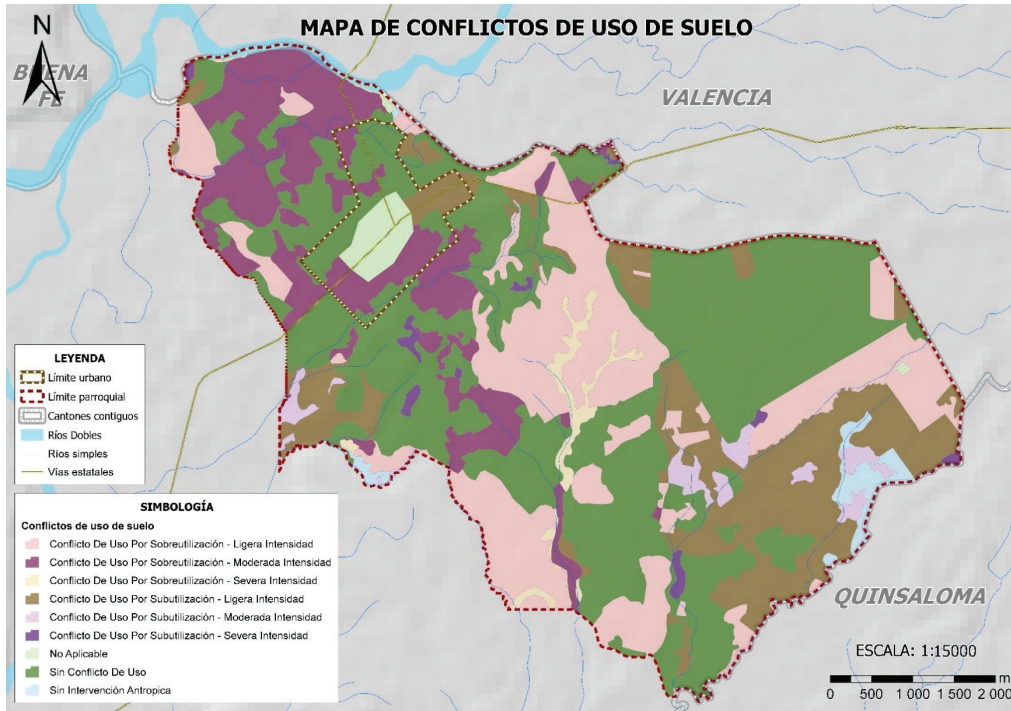 MAPA DE CONFLICTOS DE USO DE SUELO
N
BUENA
FE
VALENCIA
LEYENDA
Límite urbano
Límite parroquial
Cantones contiguos
Ríos Dobles
Ríos simples
Vias estatales
SIMBOLOGÍA
Conflictos de uso de suelo
Conflicto De Uso Por Sobreutilización - Ligera Intensidad
Conflicto De Uso Por Sobreutilización - Moderada Intensidad
Conflicto De Uso Por Sobreutilización - Severa Intensidad
Conflicto De Uso Por Subutilización - Ligera Intensidad
Conflicto De Uso Por Subutilización - Moderada Intensidad
Conflicto De Uso Por Subutilización - Severa Intensidad
No Aplicable
Sin Conflicto De Uso
Sin Intervención Antropica
QUINSALOMA
ESCALA: 1:15000
0 500 1 000 1 500 2 000 m